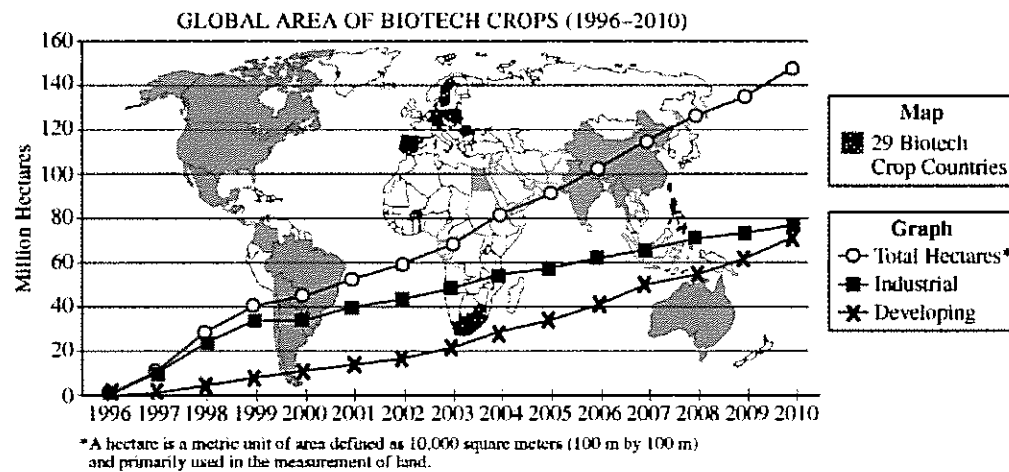 GLOBAL AREA OF BIOTECH CROPS (1996–2010)
160
140
120
100
80
60
40
20
0
Million Hectares
1996 1997 1998 1999 2000 2001 2002 2003 2004 2005 2006 2007 2008 2009 2010
Map
29 Biotech
Crop Countries
Graph
Total Hectares*
Industrial
Developing
*A hectare is a metric unit of area defined as 10,000 square meters (100 m by 100 m)
and primarily used in the measurement of land.